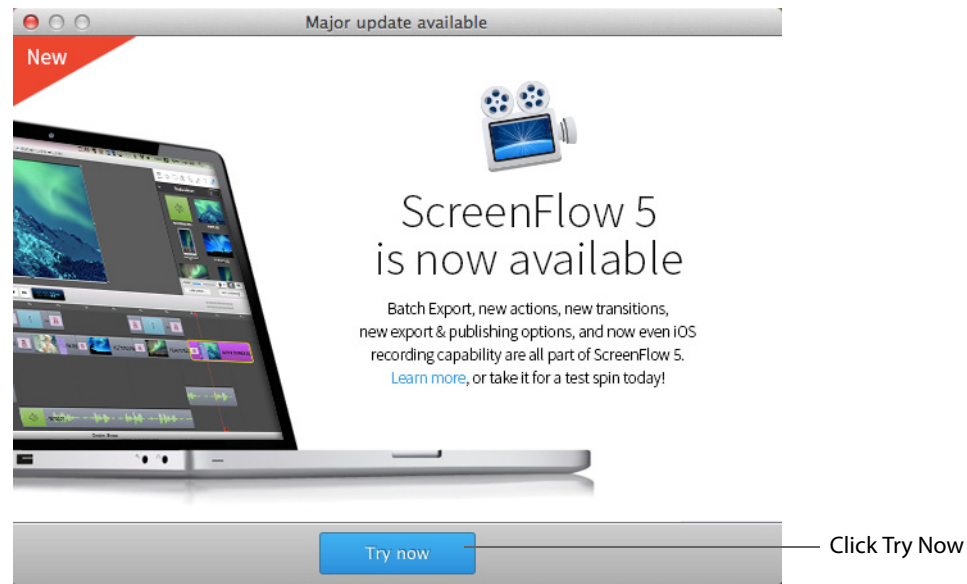 Major update available
New
ScreenFlow 5
is now available
Batch Export, new actions, new transitions,
new export & publishing options, and now even iOS
recording capability are all part of ScreenFlow 5.
Learn more, or take it for a test spin today!
Try now
Click Try Now